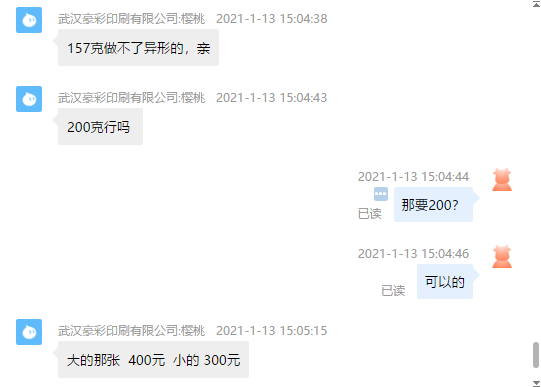 武汉豪彩印刷有限公司:樱桃 2021-1-13 15:04:38
157克做不了异形的，亲
武汉豪彩印刷有限公司:樱桃 2021-1-13 15:04:43
200克行吗
2021-1-13 15:04:44
那要200?
已读
2021-1-13 15:04:46
可以的
已读
武汉豪彩印刷有限公司:樱桃 2021-1-13 15:05:15
大的那张 400元 小的 300元